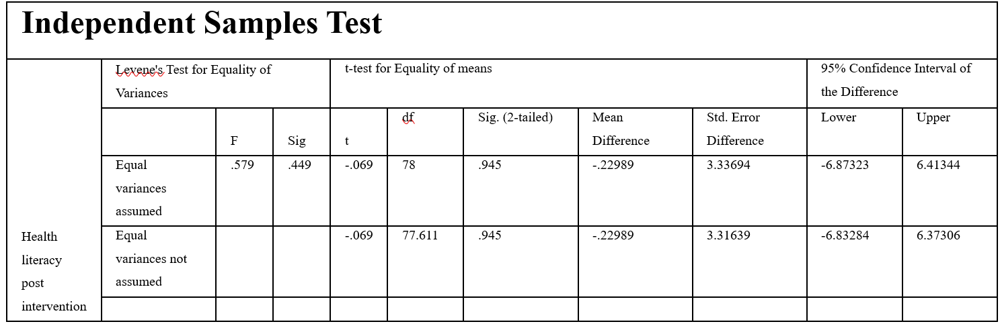 Independent Samples Test
Levene's Test for Equality of
Variances
t-test for Equality of means
95% Confidence Interval of
the Difference
F
Sig
t
df
Sig. (2-tailed)
Mean
Difference
Std. Error
Difference
Lower
Upper
Health
literacy
post
intervention
Equal
variances
assumed
.579
.449
-.069
78
.945
-.22989
3.33694
-6.87323
6.41344
Equal
variances not
assumed
-.069
77.611
.945
-.22989
3.31639
-6.83284
6.37306